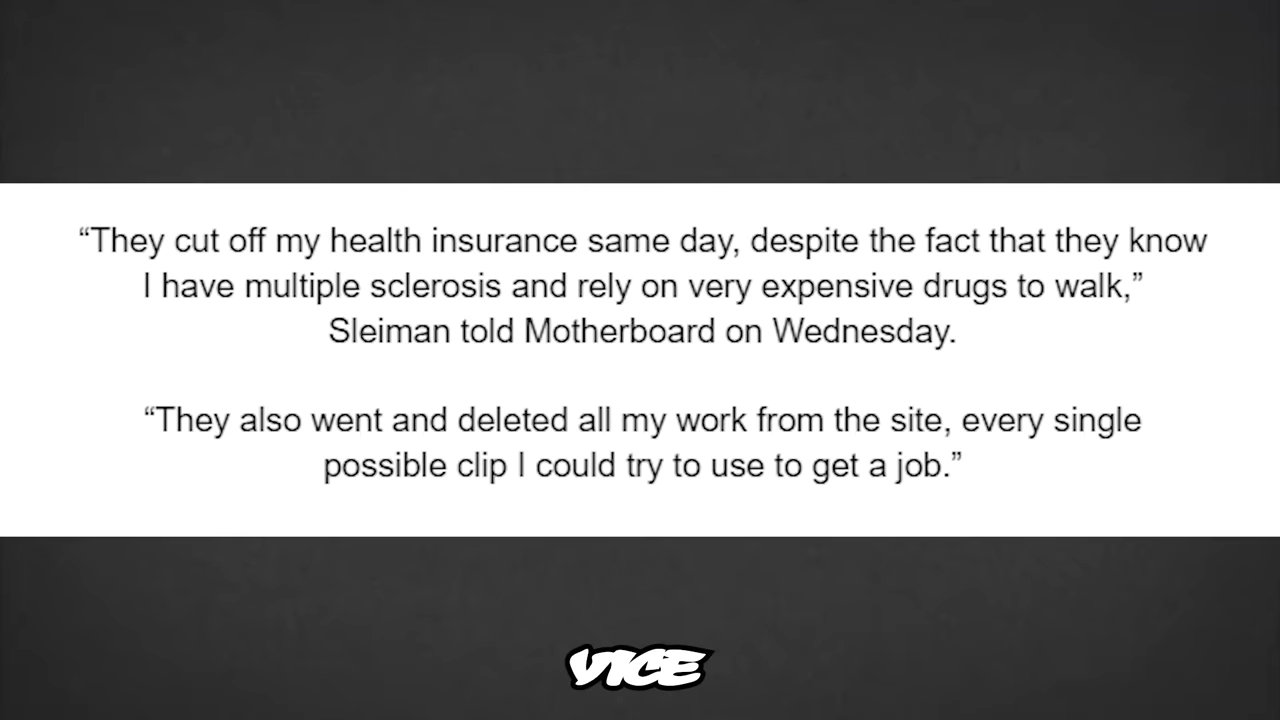 “They cut off my health insurance same day, despite the fact that they know
I have multiple sclerosis and rely on very expensive drugs to walk,”
Sleiman told Motherboard on Wednesday.
“They also went and deleted all my work from the site, every single
possible clip I could try to use to get a job.”
VICE